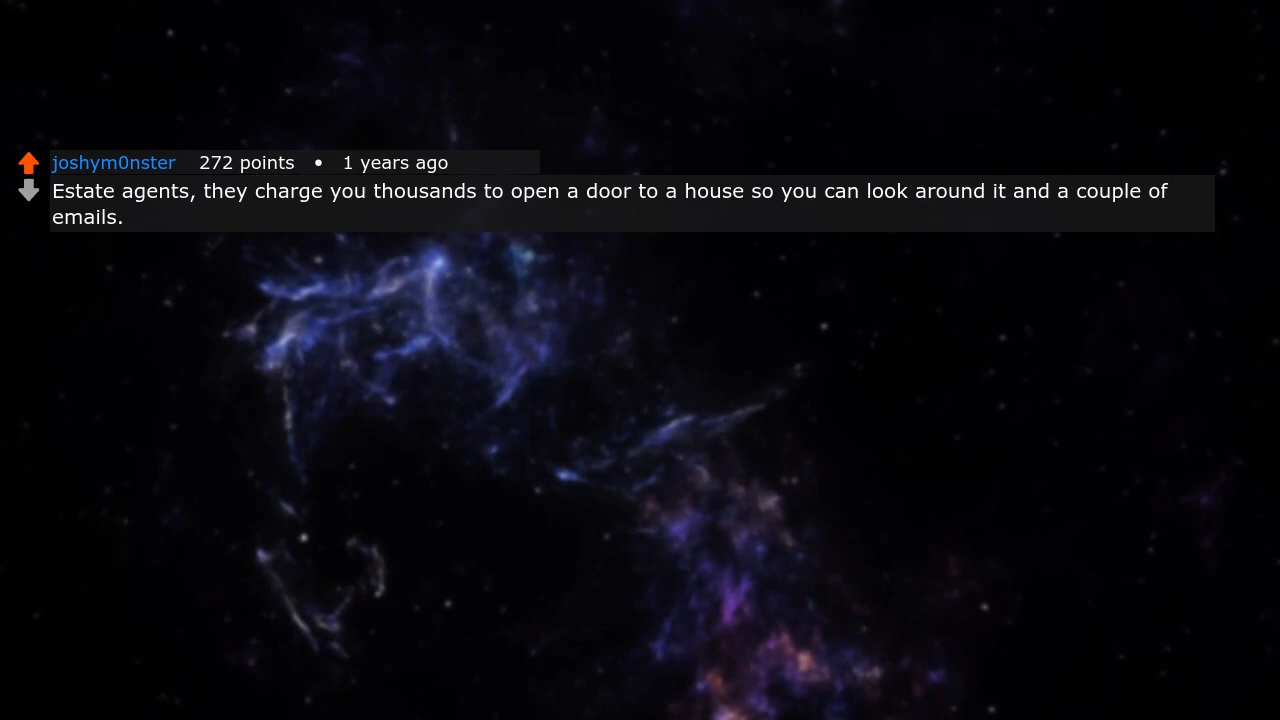 joshym0nster 272 points • 1 years ago
Estate agents, they charge you thousands to open a door to a house so you can look around it and a couple of
emails.